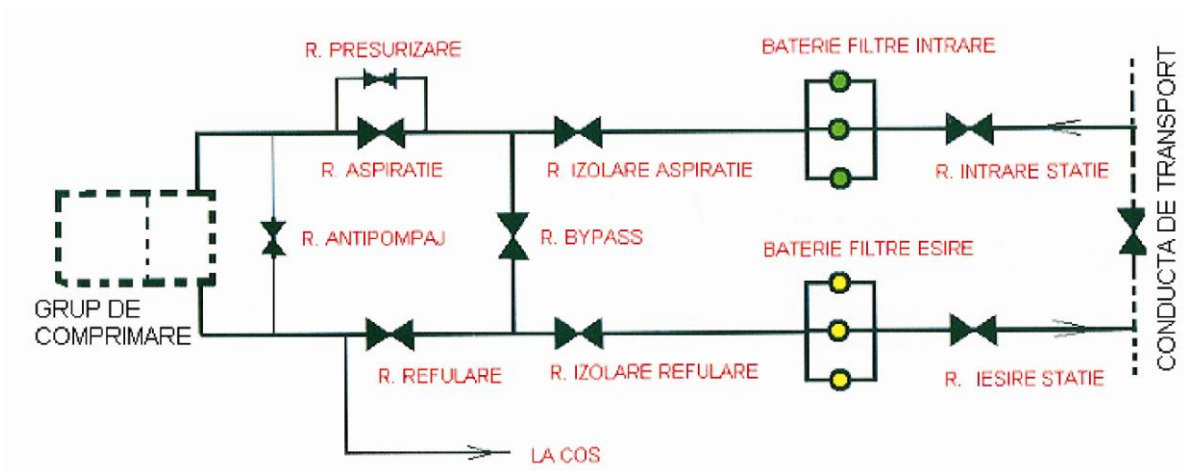 R. PRESURIZARE
BATERIE FILTRE INTRARE
R. ASPIRATIE
R. IZOLARE ASPIRATIE
R. INTRARE STATIE
CONDUCTA DE TRANSPORT
R. ANTIPOMPAJ
R. BYPASS
BATERIE FILTRE ESIRE
GRUP DE
COMPRIMARE
R. REFULARE
R. IZOLARE REFULARE
R. IESIRE STATIE
LA COS